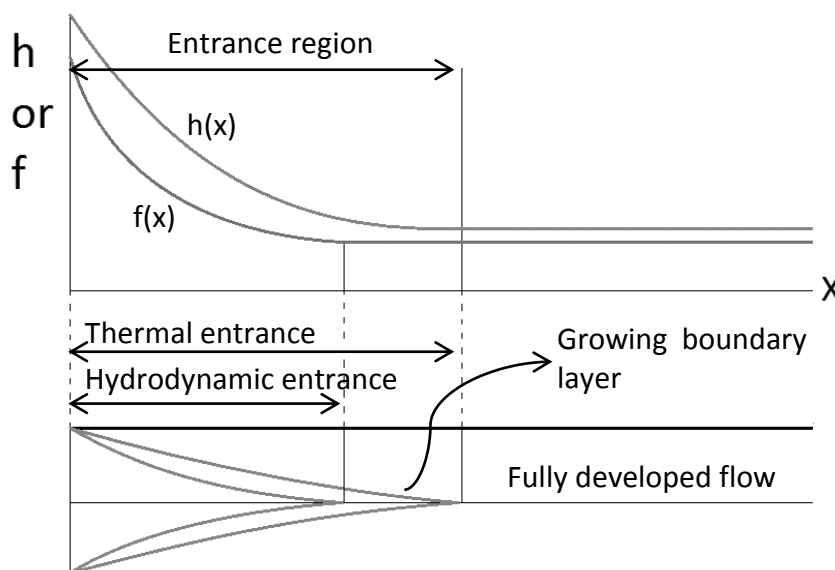 h
or
f
Entrance region
h(x)
f(x)
X
Thermal entrance
Hydrodynamic entrance
Growing boundary
layer
Fully developed flow